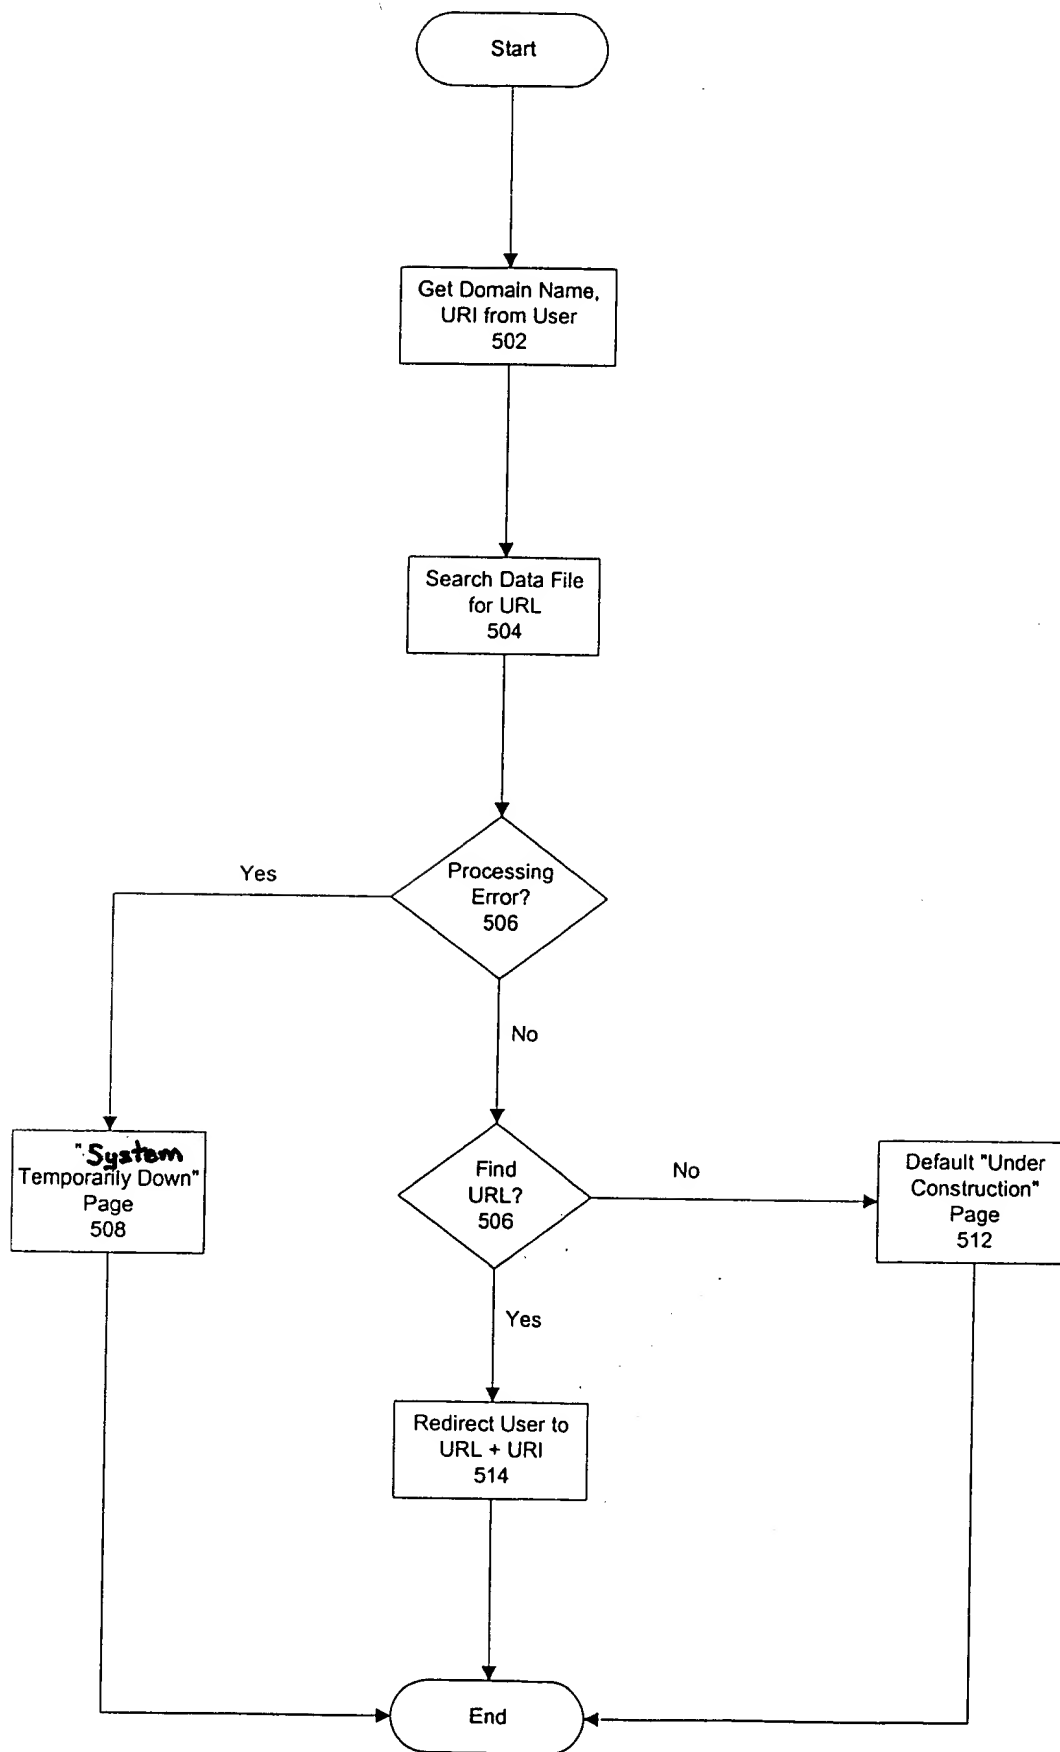 Start
Get Domain Name,
URI from User
502
Search Data File
for URL
504
Yes
Processing
Error?
506
No
"System
Temporarily Down"
Page
508
Find
URL?
506
No
Default "Under
Construction"
Page
512
Yes
Redirect User to
URL + URI
514
End